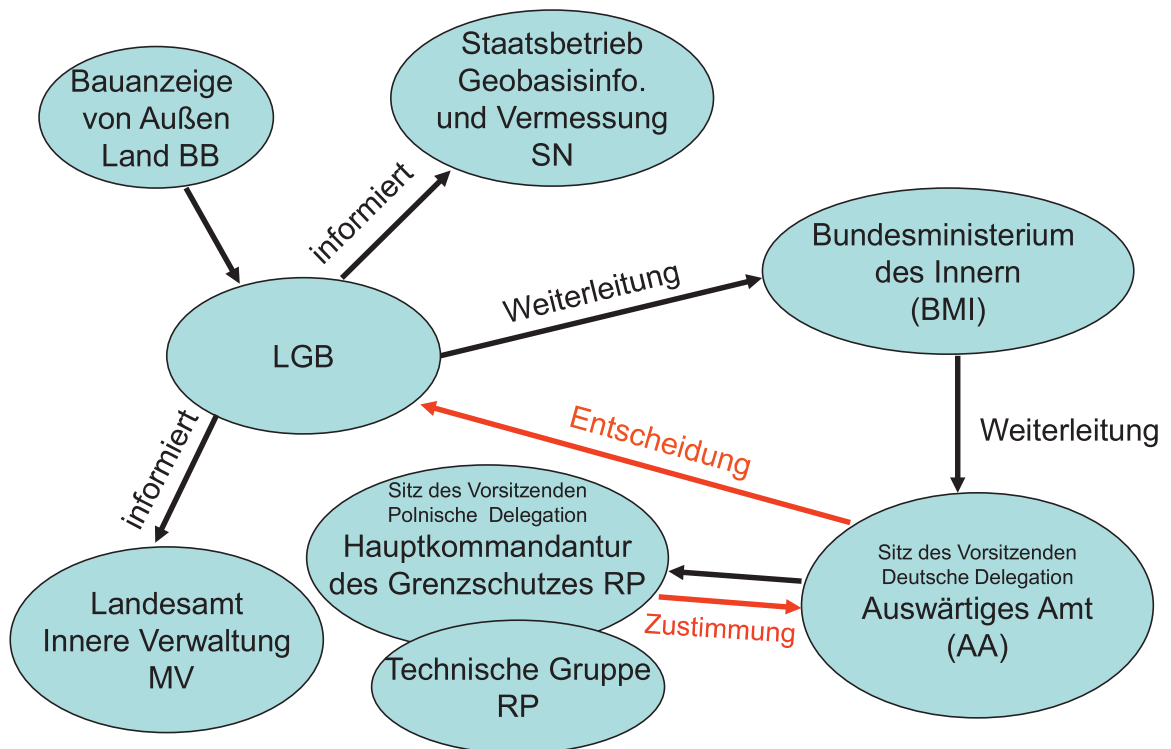 Bauanzeige
von Außen
Land BB
Staatsbetrieb
Geobasisinfo.
und Vermessung
SN
informiert
Weiterleitung
Bundesministerium
des Innern
(BMI)
LGB
Weiterleitung
Entscheidung
informiert
Sitz des Vorsitzenden
Polnische Delegation
Hauptkommandantur
des Grenzschutzes RP
Sitz des Vorsitzenden
Deutsche Delegation
Auswärtiges Amt
(AA)
Zustimmung
Landesamt
Innere Verwaltung
MV
Technische Gruppe
RP